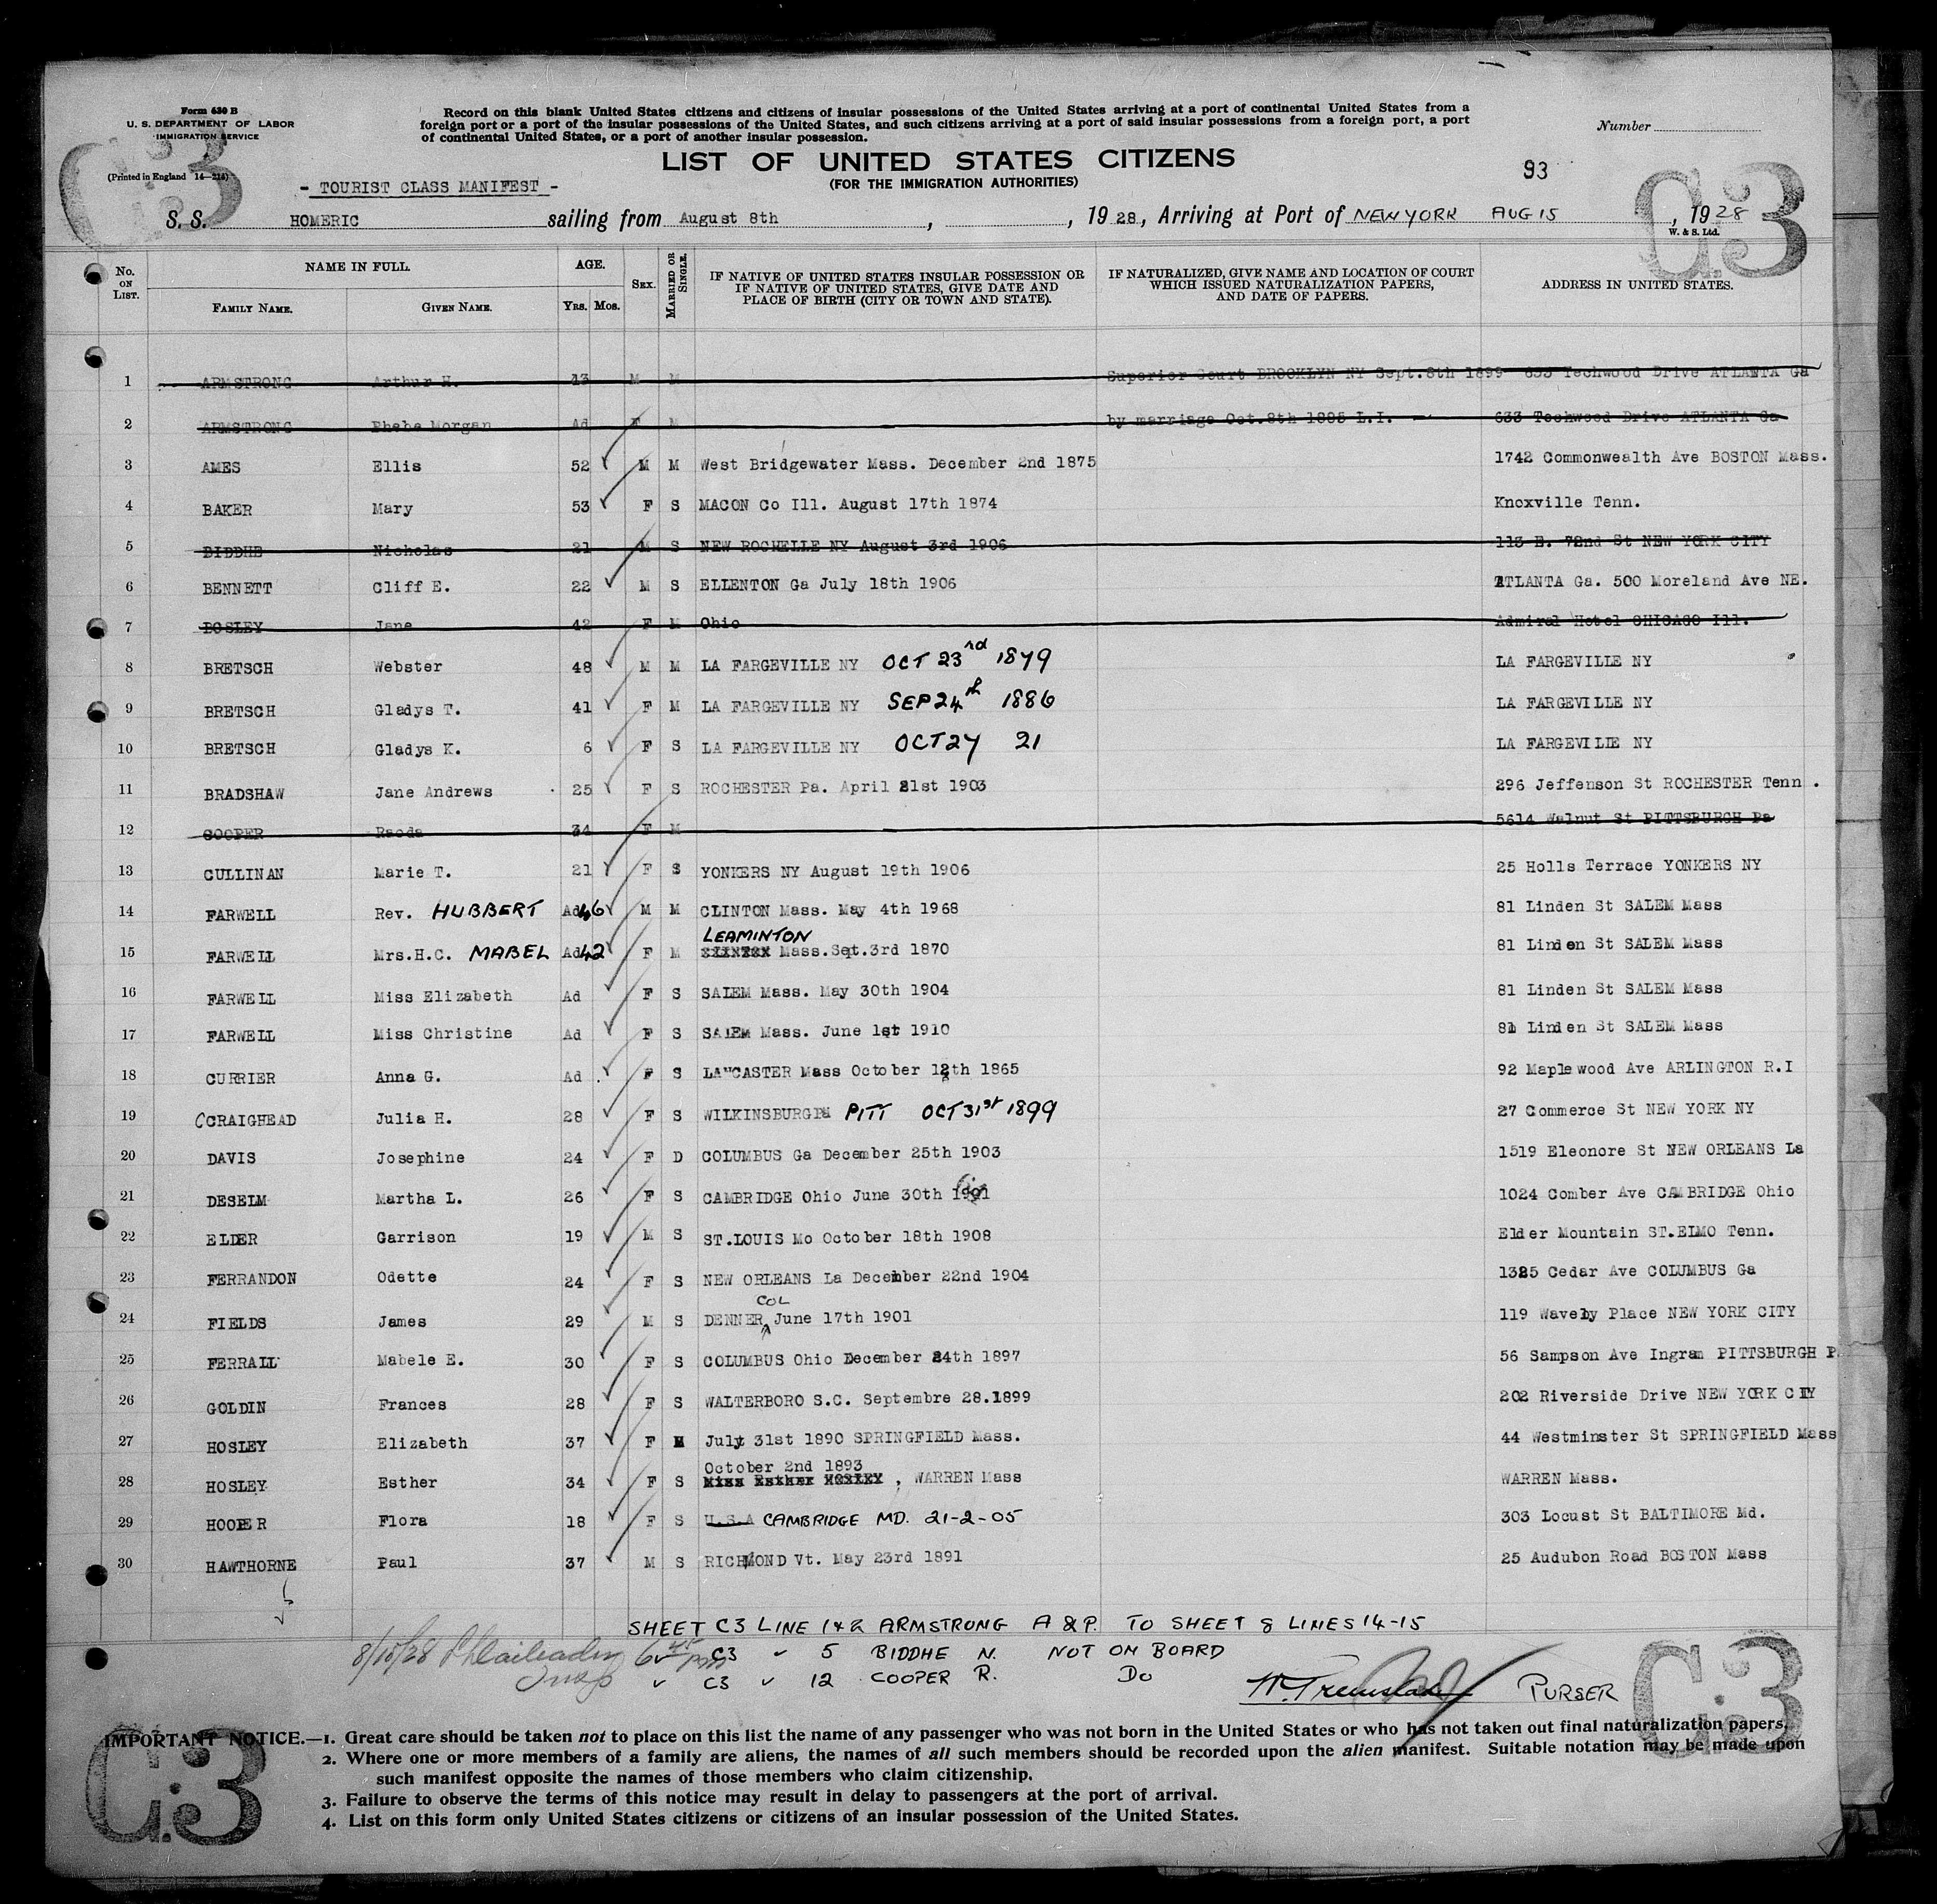 Form 630 B
U. S. DEPARTMENT OF LABOR
IMMIGRATION SERVICE
(Printed in England 14—214)
Record on this blank United States citizens and citizens of insular possessions of the United States arriving at a port of continental United States from a
foreign port or a port of the insular possessions of the United States, and such citizens arriving at a port of said insular possessions from a foreign port, a port
of continental United States, or a port of another insular possession.
Number
C.3
C.3
LIST OF UNITED STATES CITIZENS
(FOR THE IMMIGRATION AUTHORITIES)
93
- TOURIST CLASS MANIFEST -
S. S. HOMERIC sailing from August 8th , , 1928, Arriving at Port of NEW YORK AUG 15 , 1928
W. & S. Ltd.
No. ON LIST. NAME IN FULL. FAMILY NAME. GIVEN NAME. AGE. Yrs. Mos. SEX. MARRIED OR SINGLE. IF NATIVE OF UNITED STATES INSULAR POSSESSION OR IF NATIVE OF UNITED STATES, GIVE DATE AND PLACE OF BIRTH (CITY OR TOWN AND STATE). IF NATURALIZED, GIVE NAME AND LOCATION OF COURT WHICH ISSUED NATURALIZATION PAPERS, AND DATE OF PAPERS. ADDRESS IN UNITED STATES.
1 ARMSTRONG Arthur H. M M Superior Court BROOKLYN NY Sept.8th 1899 633 Techwood Drive ATLANTA Ga
2 ARMSTRONG Phebe Morgan Ad F M by marriage Oct.8th 1885 L.I. 633 Techwood Drive ATLANTA Ga
3 AMES Ellis 52 M M West Bridgewater Mass. December 2nd 1875 1742 Commonwealth Ave BOSTON Mass.
4 BAKER Mary 53 F S MACON Co Ill. August 17th 1874 Knoxville Tenn.
5 BIDDHE Nicholas 21 M S NEW ROCHELLE NY August 3rd 1906 113 E. 72nd St NEW YORK CITY
6 BENNETT Cliff E. 22 M S ELLENTON Ga July 18th 1906 ATLANTA Ga. 500 Moreland Ave NE.
7 BOSLEY Jane 42 F M Ohio Admiral Hotel CHICAGO Ill.
8 BRETSCH Webster 48 M M LA FARGEVILLE NY OCT 23rd 1879 LA FARGEVILLE NY
9 BRETSCH Gladys T. 41 F M LA FARGEVILLE NY SEP 24th 1886 LA FARGEVILLE NY
10 BRETSCH Gladys K. 6 F S LA FARGEVILLE NY OCT 27 21 LA FARGEVILLE NY
11 BRADSHAW Jane Andrews 25 F S ROCHESTER Pa. April 21st 1903 296 Jeffenson St ROCHESTER Tenn .
12 COOPER Raoda 34 F M 5614 Walnut St PITTSBURGH Pa
13 CULLINAN Marie T. 21 F S YONKERS NY August 19th 1906 25 Holls Terrace YONKERS NY
14 FARWELL Rev. HUBBERT Ad 46 M M CLINTON Mass. May 4th 1968 81 Linden St SALEM Mass
LEAMINTON
15 FARWELL Mrs.H.C. MABEL Ad 42 F M Mass.Sept.3rd 1870 81 Linden St SALEM Mass
16 FARWELL Miss Elizabeth Ad F S SALEM Mass. May 30th 1904 81 Linden St SALEM Mass
17 FARWELL Miss Christine Ad F S SALEM Mass. June 1st 1910 81 Linden St SALEM Mass
18 CURRIER Anna G. Ad F S LANCASTER Mass October 12th 1865 92 Maplewood Ave ARLINGTON R.I
19 CRAIGHEAD Julia H. 28 F S WILKINSBURG PITT OCT 31st 1899 27 Commerce St NEW YORK NY
20 DAVIS Josephine 24 F D COLUMBUS Ga December 25th 1903 1519 Eleonore St NEW ORLEANS La
21 DESELM Martha L. 26 F S CAMBRIDGE Ohio June 30th 1901 1024 Comber Ave CAMBRIDGE Ohio
22 ELDER Garrison 19 M S ST.LOUIS Mo October 18th 1908 Elder Mountain ST.ELMO Tenn.
23 FERRANDON Odette 24 F S NEW ORLEANS La December 22nd 1904 1325 Cedar Ave COLUMBUS Ga
COL
24 FIELDS James 29 M S DENNER June 17th 1901 119 Wavely Place NEW YORK CITY
25 FERRALL Mabele E. 30 F S COLUMBUS Ohio December 24th 1897 56 Sampson Ave Ingram PITTSBURGH P
26 GOLDIN Frances 28 F S WALTERBORO S.C. Septembre 28.1899 202 Riverside Drive NEW YORK CITY
27 HOSLEY Elizabeth 37 F July 31st 1890 SPRINGFIELD Mass. 44 Westminster St SPRINGFIELD Mass
October 2nd 1893
28 HOSLEY Esther 34 F S Miss Esther HOSLEY , WARREN Mass WARREN Mass.
29 HOOPER Flora 18 F S U.S.A CAMBRIDGE MD. 21-2-05 303 Locust St BALTIMORE Md.
30 HAWTHORNE Paul 37 M S RICHMOND Vt. May 23rd 1891 25 Audubon Road BOSTON Mass
SHEET C3 LINE 1 & 2 ARMSTRONG A & P. TO SHEET 8 LINES 14-15
8/15/28 C3 5 BIDDHE N. NOT ON BOARD
C3 12 COOPER R. Do
PURSER
C.3
C.3
IMPORTANT NOTICE.—1. Great care should be taken not to place on this list the name of any passenger who was not born in the United States or who has not taken out final naturalization papers.
2. Where one or more members of a family are aliens, the names of all such members should be recorded upon the alien manifest. Suitable notation may be made upon
such manifest opposite the names of those members who claim citizenship.
3. Failure to observe the terms of this notice may result in delay to passengers at the port of arrival.
4. List on this form only United States citizens or citizens of an insular possession of the United States.